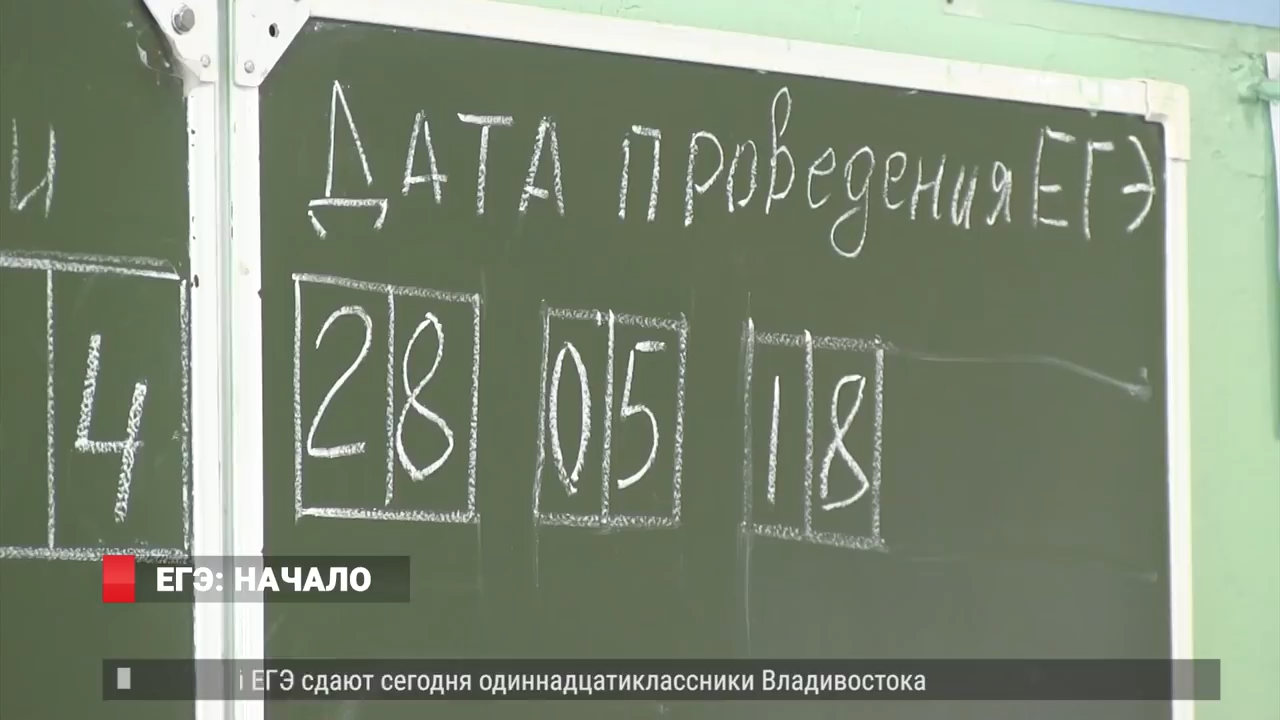 и
4
ДАТА проведения ЕГЭ
28 05 18
ЕГЭ: НАЧАЛО
ЕГЭ сдают сегодня одиннадцатиклассники Владивостока